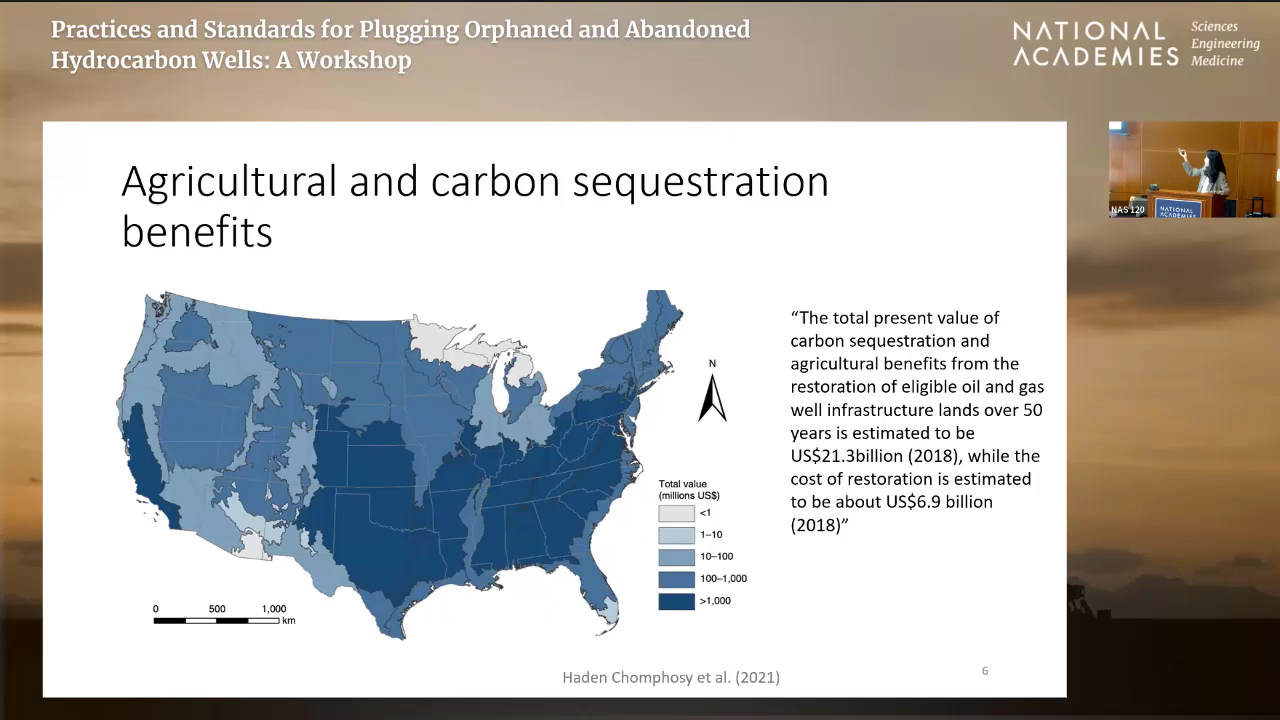 Practices and Standards for Plugging Orphaned and Abandoned
Hydrocarbon Wells: A Workshop
NATIONAL
ACADEMIES
Sciences
Engineering
Medicine
Agricultural and carbon sequestration
benefits
“The total present value of
carbon sequestration and
agricultural benefits from the
restoration of eligible oil and gas
well infrastructure lands over 50
years is estimated to be
US$21.3billion (2018), while the
cost of restoration is estimated
to be about US$6.9 billion
(2018)”
N
Total value
(millions US$)
<1
1–10
10–100
100–1,000
>1,000
0 500 1,000
km
Haden Chomphosy et al. (2021)
6
NAS 120
NATIONAL
ACADEMIES